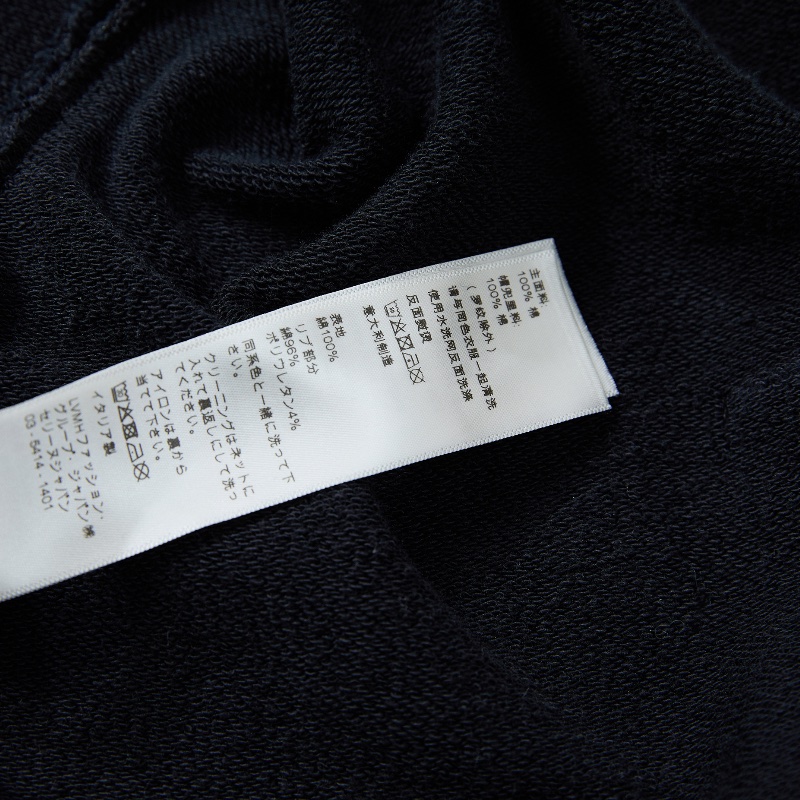 主面料:
100% 棉
帽兜里料:
100% 棉
( 罗纹除外 )
请与同色衣服一起清洗
使用水洗网反面洗涤
反面熨烫
意大利制造
表地
綿100%
リブ部分
綿96%
ポリウレタン4%
同系色と一緒に洗って下
さい。
クリーニングはネットに
入れて裏返しにして洗っ
てください。
アイロンは裏から
当てて下さい。
イタリア製
LVMHファッション・
グループ・ジャパン㈱
セリーヌジャパン
03-5414-1401